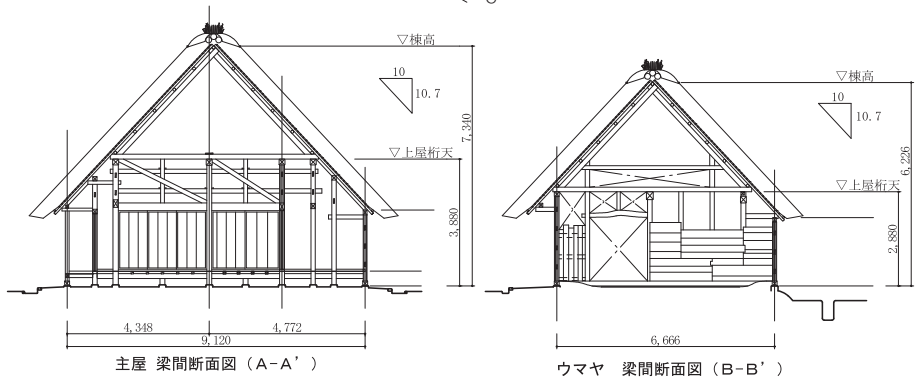 ▽棟高
10
10.7
7,340
▽上屋桁天
3,880
4,348
4,772
9,120
主屋 梁間断面図（A-A’）
▽棟高
10
10.7
6,226
▽上屋桁天
2,880
6,666
ウマヤ 梁間断面図（B-B’）